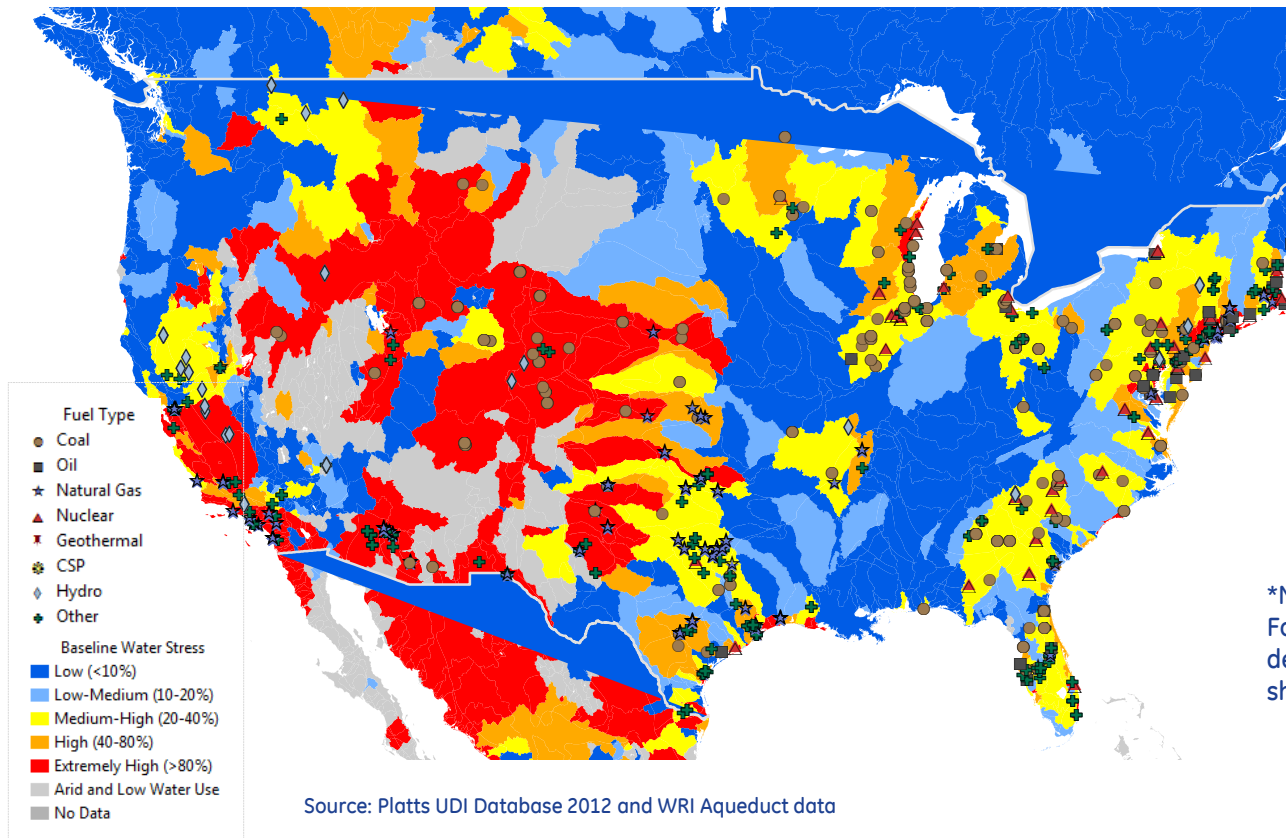 Fuel Type
Coal
Oil
Natural Gas
Nuclear
Geothermal
CSP
Hydro
Other
Baseline Water Stress
Low (<10%)
Low-Medium (10-20%)
Medium-High (20-40%)
High (40-80%)
Extremely High (>80%)
Arid and Low Water Use
No Data
Source: Platts UDI Database 2012 and WRI Aqueduct data